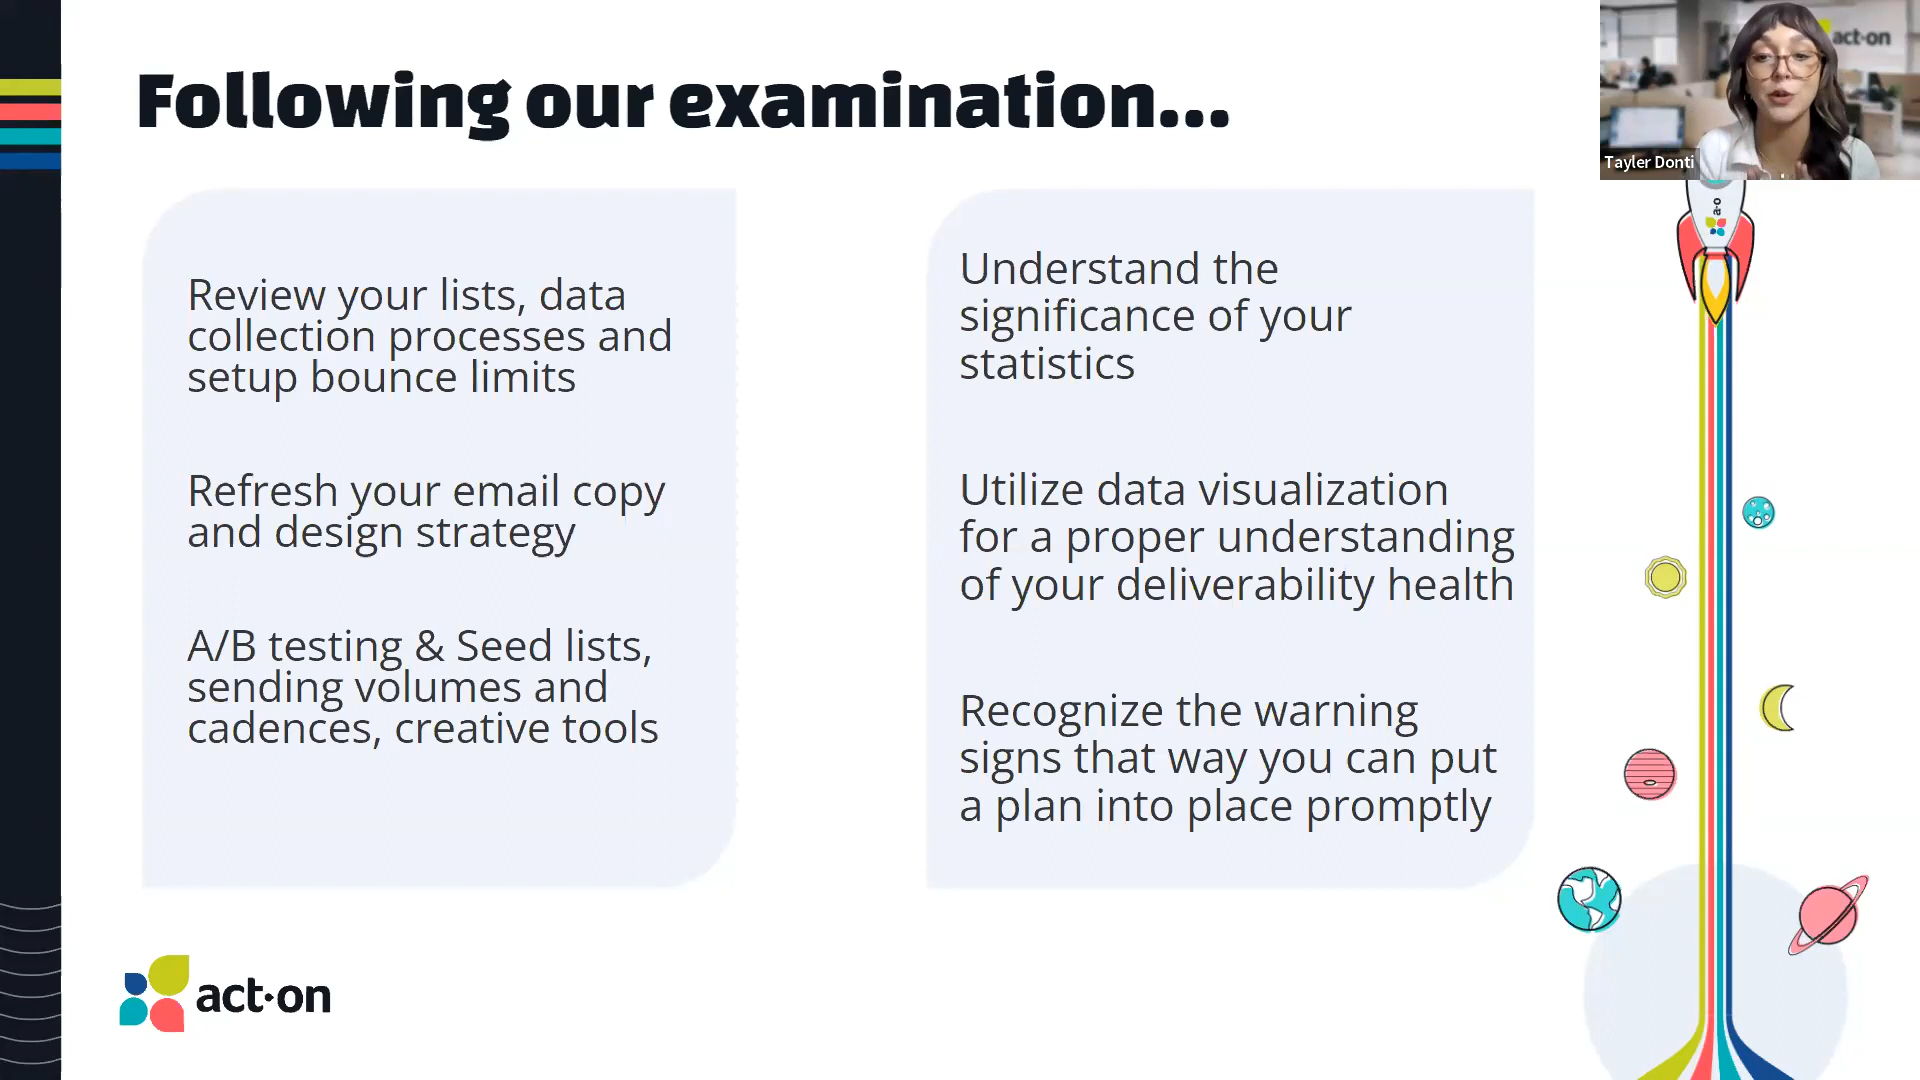 Following our examination...
Review your lists, data
collection processes and
setup bounce limits
Refresh your email copy
and design strategy
A/B testing & Seed lists,
sending volumes and
cadences, creative tools
Understand the
significance of your
statistics
Utilize data visualization
for a proper understanding
of your deliverability health
Recognize the warning
signs that way you can put
a plan into place promptly
act-on
Tayler Donti
a·o
act·on